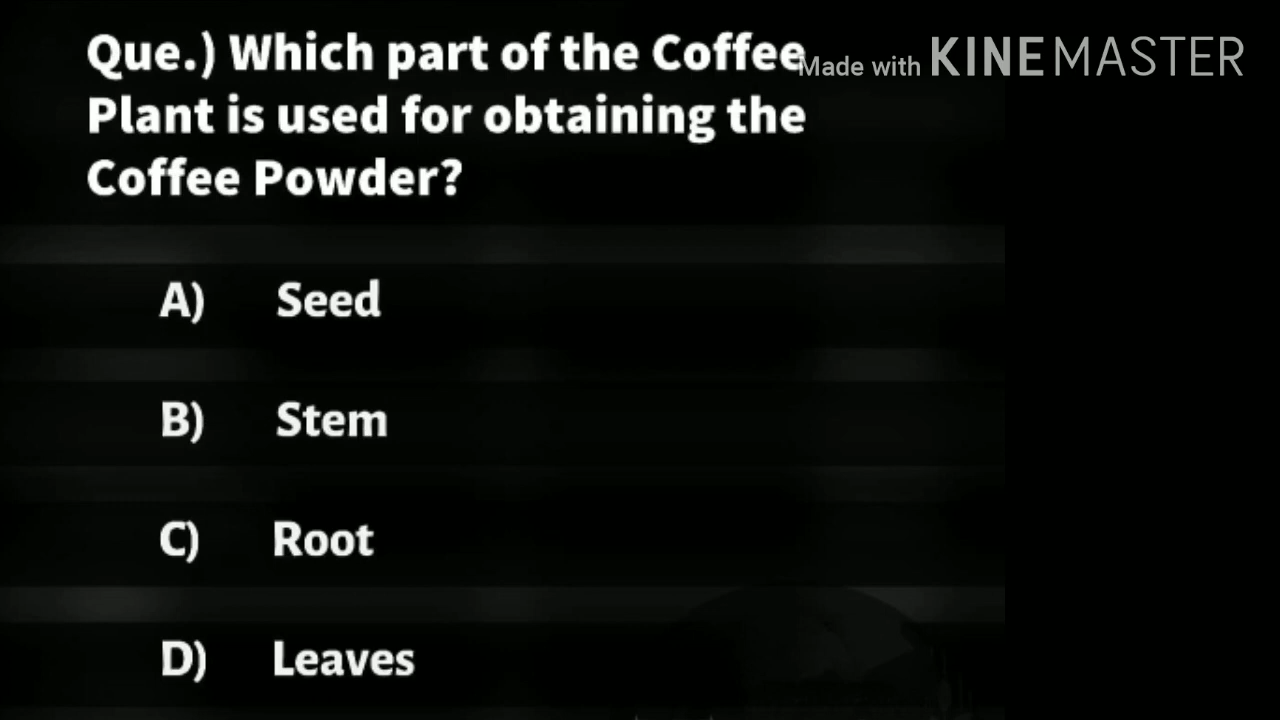 Que.) Which part of the Coffee
Made with KINEMASTER
Plant is used for obtaining the
Coffee Powder?
A) Seed
B) Stem
C) Root
D) Leaves